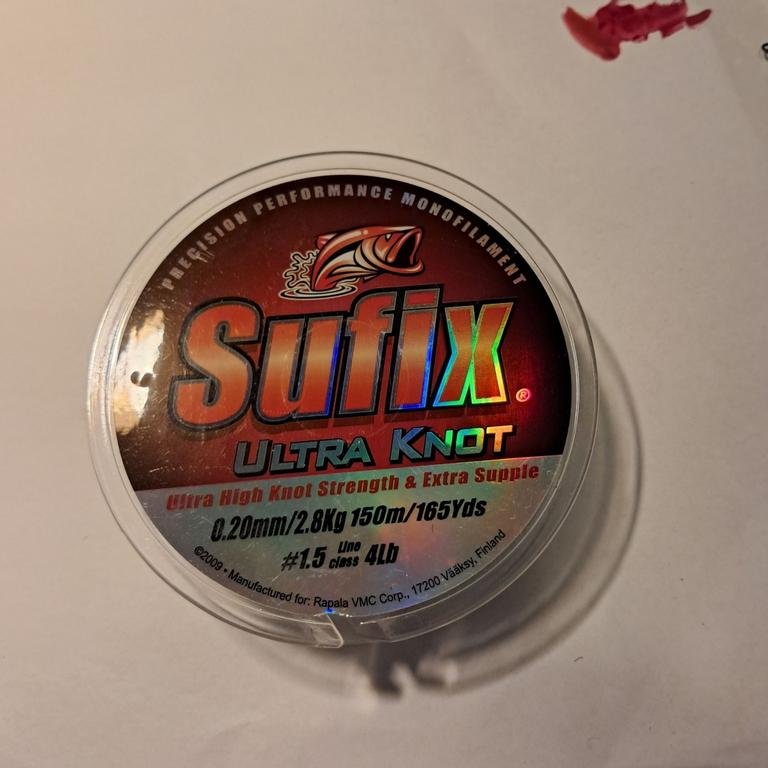 PRECISION PERFORMANCE MONOFILAMENT
Sufix®
ULTRA KNOT
Ultra High Knot Strength & Extra Supple
0.20mm/2.8Kg 150m/165Yds
#1.5 Line class 4Lb
©2009 • Manufactured for: Rapala VMC Corp., 17200 Vääksy, Finland